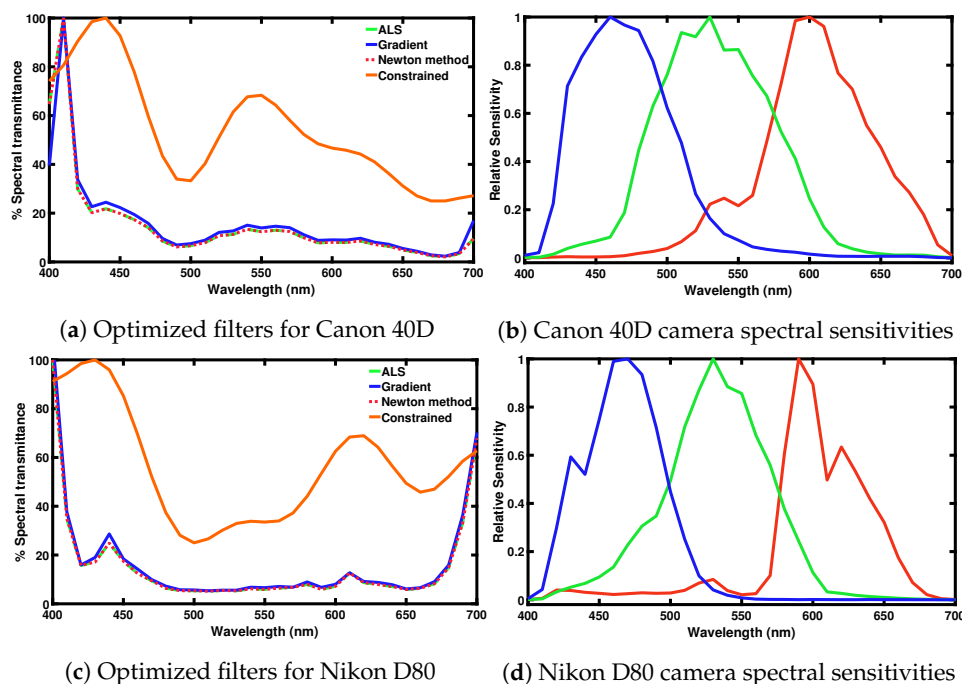 100
80
60
40
20
0
% Spectral transmittance
ALS
Gradient
Newton method
Constrained
400 450 500 550 600 650 700
Wavelength (nm)
(a) Optimized filters for Canon 40D
1
0.8
0.6
0.4
0.2
0
Relative Sensitivity
400 450 500 550 600 650 700
Wavelength (nm)
(b) Canon 40D camera spectral sensitivities
100
80
60
40
20
0
% Spectral transmittance
ALS
Gradient
Newton method
Constrained
400 450 500 550 600 650 700
Wavelength (nm)
(c) Optimized filters for Nikon D80
1
0.8
0.6
0.4
0.2
0
Relative Sensitivity
400 450 500 550 600 650 700
Wavelength (nm)
(d) Nikon D80 camera spectral sensitivities